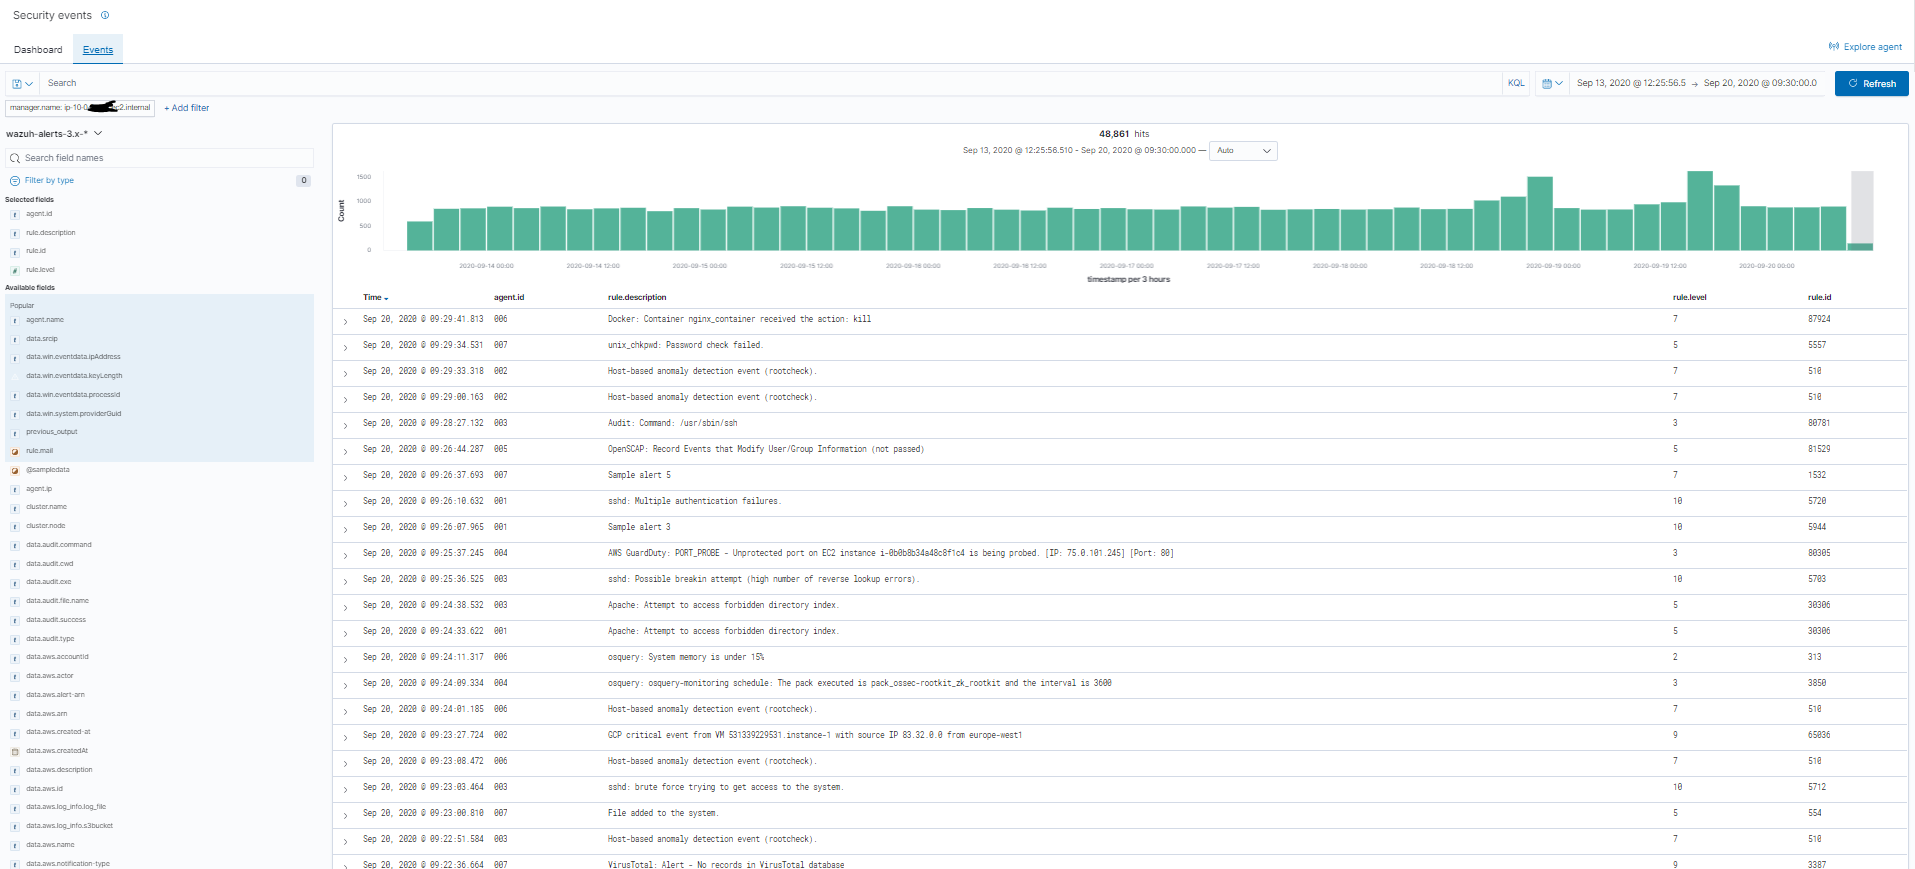 Security events
Dashboard Events
Explore agent
Search KQL Sep 13, 2020 @ 12:25:56.5 → Sep 20, 2020 @ 09:30:00.0 Refresh
manager.name: ip-10-0 c2.internal + Add filter
wazuh-alerts-3.x-*
Search field names
Filter by type 0
Selected fields
agent.id
rule.description
rule.id
rule.level
Available fields
Popular
agent.name
data.srcip
data.win.eventdata.ipAddress
data.win.eventdata.keyLength
data.win.eventdata.processId
data.win.system.providerGuid
previous_output
rule.mail
@sampledata
agent.ip
cluster.name
cluster.node
data.audit.command
data.audit.cwd
data.audit.exe
data.audit.file.name
data.audit.success
data.audit.type
data.aws.accountId
data.aws.actor
data.aws.alert-arn
data.aws.arn
data.aws.created-at
data.aws.createdAt
data.aws.description
data.aws.id
data.aws.log_info.log_file
data.aws.log_info.s3bucket
data.aws.name
data.aws.notification-type
48,861 hits
Sep 13, 2020 @ 12:25:56.510 - Sep 20, 2020 @ 09:30:00.000 — Auto
Count
1500
1000
500
0
2020-09-14 00:00 2020-09-14 12:00 2020-09-15 00:00 2020-09-15 12:00 2020-09-16 00:00 2020-09-16 12:00 2020-09-17 00:00 2020-09-17 12:00 2020-09-18 00:00 2020-09-18 12:00 2020-09-19 00:00 2020-09-19 12:00 2020-09-20 00:00
timestamp per 3 hours
Time agent.id rule.description rule.level rule.id
Sep 20, 2020 @ 09:29:41.813 006 Docker: Container nginx_container received the action: kill 7 87924
Sep 20, 2020 @ 09:29:34.531 007 unix_chkpwd: Password check failed. 5 5557
Sep 20, 2020 @ 09:29:33.318 002 Host-based anomaly detection event (rootcheck). 7 510
Sep 20, 2020 @ 09:29:00.163 002 Host-based anomaly detection event (rootcheck). 7 510
Sep 20, 2020 @ 09:28:27.132 003 Audit: Command: /usr/sbin/ssh 3 80781
Sep 20, 2020 @ 09:26:44.287 005 OpenSCAP: Record Events that Modify User/Group Information (not passed) 5 81529
Sep 20, 2020 @ 09:26:37.693 007 Sample alert 5 7 1532
Sep 20, 2020 @ 09:26:10.632 001 sshd: Multiple authentication failures. 10 5720
Sep 20, 2020 @ 09:26:07.965 001 Sample alert 3 10 5944
Sep 20, 2020 @ 09:25:37.245 004 AWS GuardDuty: PORT_PROBE - Unprotected port on EC2 instance i-0b0b8b34a48c8f1c4 is being probed. [IP: 75.0.101.245] [Port: 80] 3 80305
Sep 20, 2020 @ 09:25:36.525 003 sshd: Possible breakin attempt (high number of reverse lookup errors). 10 5703
Sep 20, 2020 @ 09:24:38.532 003 Apache: Attempt to access forbidden directory index. 5 30306
Sep 20, 2020 @ 09:24:33.622 001 Apache: Attempt to access forbidden directory index. 5 30306
Sep 20, 2020 @ 09:24:11.317 006 osquery: System memory is under 15% 2 313
Sep 20, 2020 @ 09:24:09.334 004 osquery: osquery-monitoring schedule: The pack executed is pack_ossec-rootkit_zk_rootkit and the interval is 3600 3 3850
Sep 20, 2020 @ 09:24:01.185 006 Host-based anomaly detection event (rootcheck). 7 510
Sep 20, 2020 @ 09:23:27.724 002 GCP critical event from VM 531339229531.instance-1 with source IP 83.32.0.0 from europe-west1 9 65036
Sep 20, 2020 @ 09:23:08.472 006 Host-based anomaly detection event (rootcheck). 7 510
Sep 20, 2020 @ 09:23:03.464 003 sshd: brute force trying to get access to the system. 10 5712
Sep 20, 2020 @ 09:23:00.810 007 File added to the system. 5 554
Sep 20, 2020 @ 09:22:51.584 003 Host-based anomaly detection event (rootcheck). 7 510
Sep 20, 2020 @ 09:22:36.664 007 VirusTotal: Alert - No records in VirusTotal database 9 3387